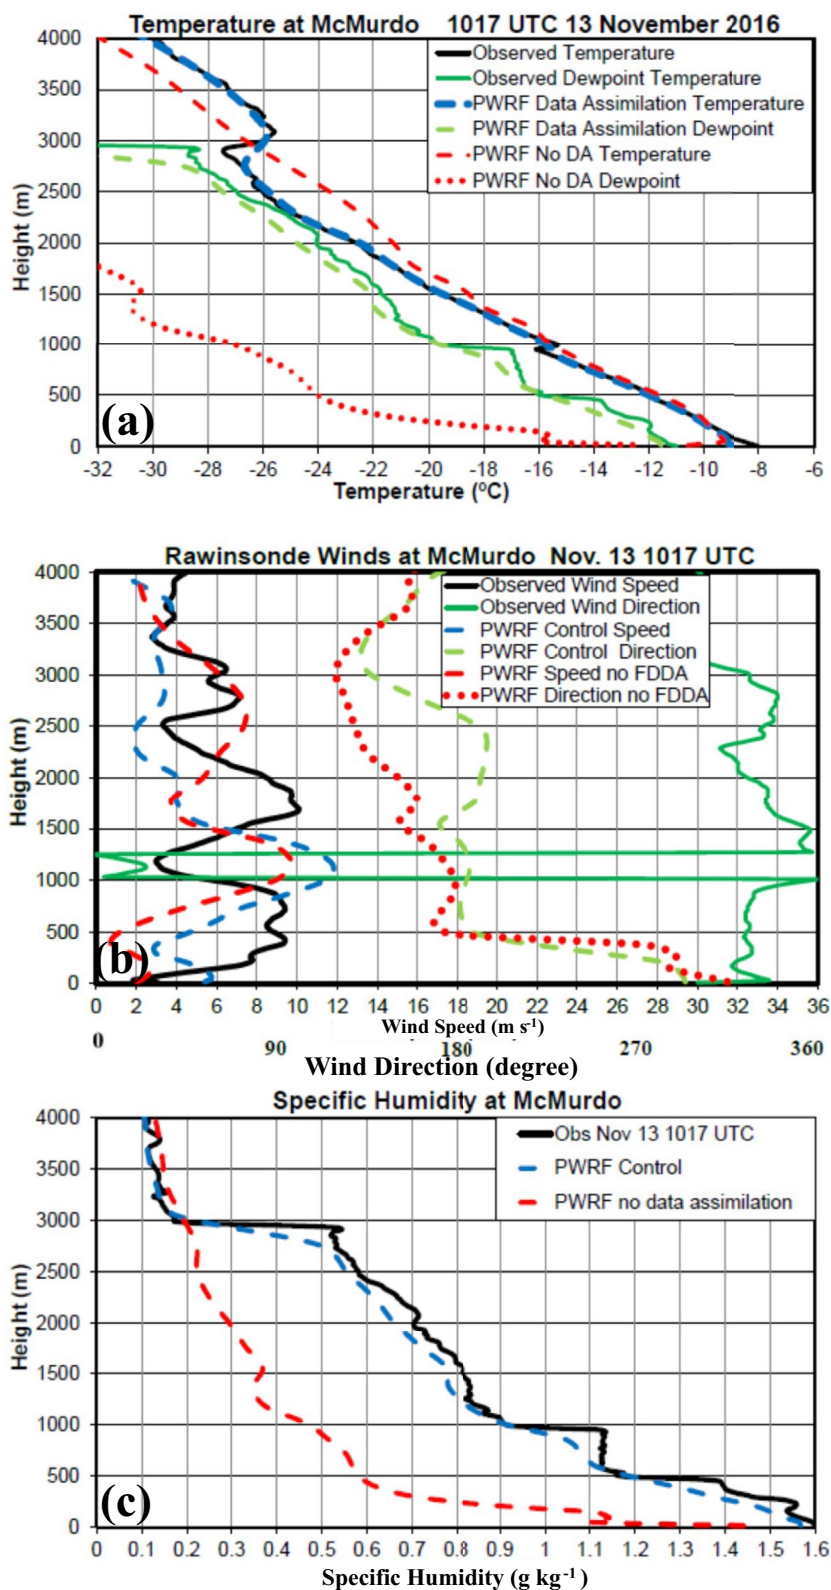 Temperature at McMurdo 1017 UTC 13 November 2016
4000
3500
3000
2500
2000
1500
1000
500
0
Height (m)
Observed Temperature
Observed Dewpoint Temperature
PWRF Data Assimilation Temperature
PWRF Data Assimilation Dewpoint
PWRF No DA Temperature
PWRF No DA Dewpoint
(a)
-32 -30 -28 -26 -24 -22 -20 -18 -16 -14 -12 -10 -8 -6
Temperature (ºC)
Rawinsonde Winds at McMurdo Nov. 13 1017 UTC
4000
3500
3000
2500
2000
1500
1000
500
0
Height (m)
Observed Wind Speed
Observed Wind Direction
PWRF Control Speed
PWRF Control Direction
PWRF Speed no FDDA
PWRF Direction no FDDA
(b)
0 4 6 8 10 12 14 16 18 20 22 24 26 28 30 32 34 36
Wind Speed (m s-1)
0 90 180 270 360
Wind Direction (degree)
Specific Humidity at McMurdo
4000
3500
3000
2500
2000
1500
1000
500
0
Height (m)
Obs Nov 13 1017 UTC
PWRF Control
PWRF no data assimilation
(c)
0 0.1 0.2 0.3 0.4 0.5 0.6 0.7 0.8 0.9 1 1.1 1.2 1.3 1.4 1.5 1.6
Specific Humidity (g kg-1)